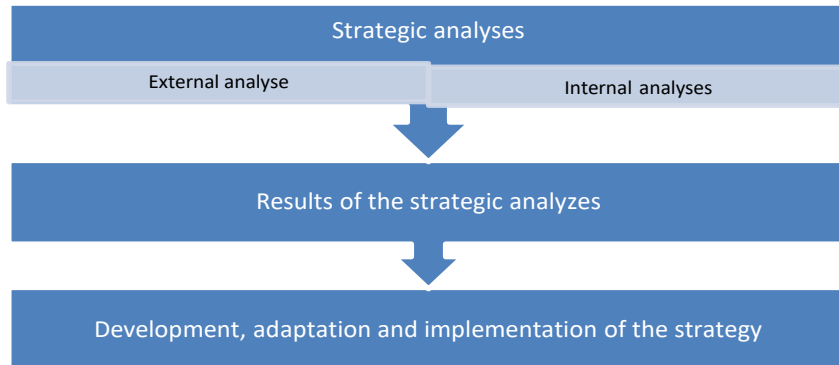 Strategic analyses
External analyse
Internal analyses
Results of the strategic analyzes
Development, adaptation and implementation of the strategy